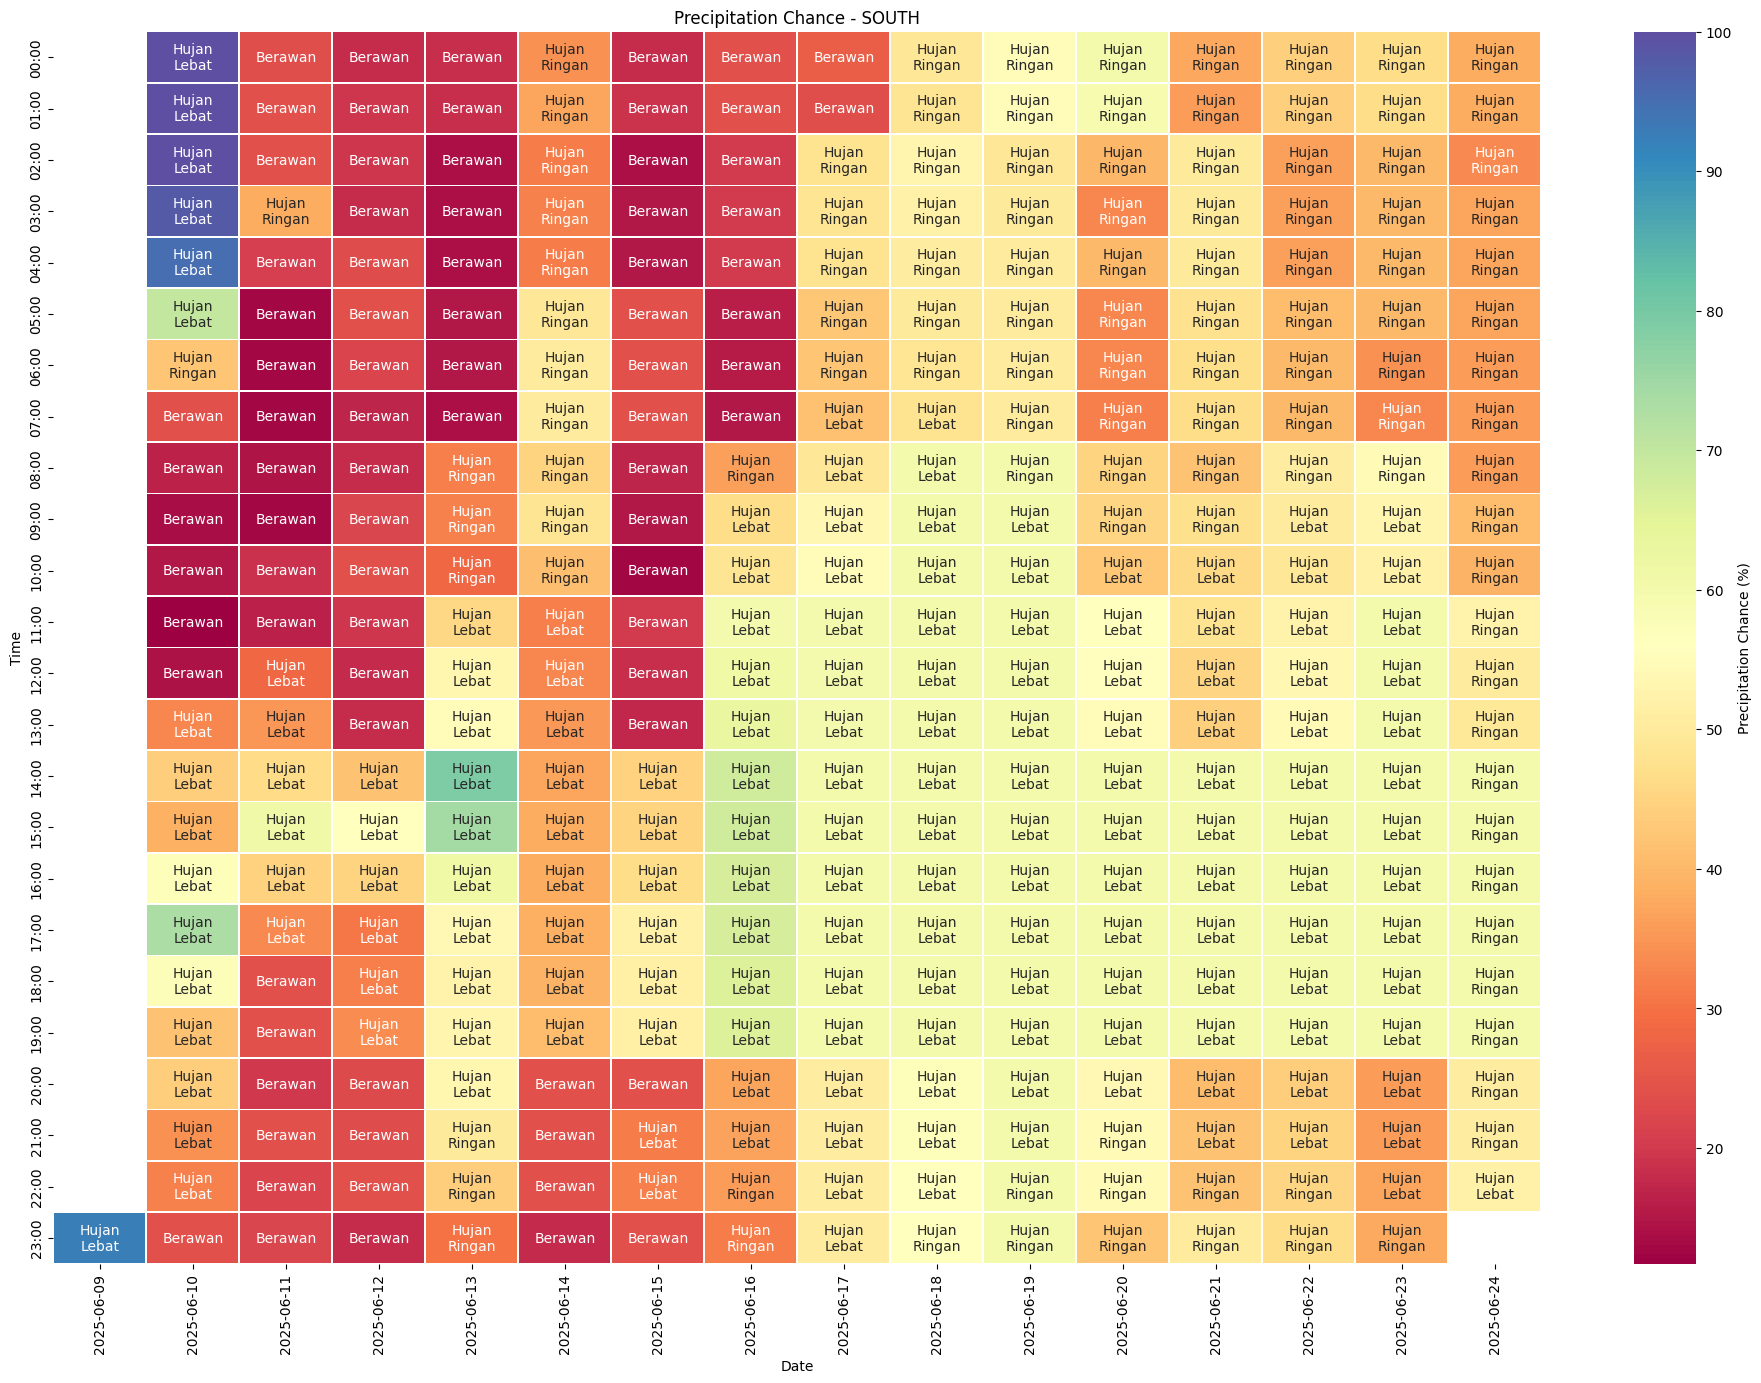 Precipitation Chance - SOUTH
00:00 Hujan Lebat Berawan Berawan Berawan Hujan Ringan Berawan Berawan Berawan Hujan Ringan Hujan Ringan Hujan Ringan Hujan Ringan Hujan Ringan Hujan Ringan Hujan Ringan
01:00 Hujan Lebat Berawan Berawan Berawan Hujan Ringan Berawan Berawan Berawan Hujan Ringan Hujan Ringan Hujan Ringan Hujan Ringan Hujan Ringan Hujan Ringan Hujan Ringan
02:00 Hujan Lebat Berawan Berawan Berawan Hujan Ringan Berawan Berawan Hujan Ringan Hujan Ringan Hujan Ringan Hujan Ringan Hujan Ringan Hujan Ringan Hujan Ringan Hujan Ringan
03:00 Hujan Lebat Hujan Ringan Berawan Berawan Hujan Ringan Berawan Berawan Hujan Ringan Hujan Ringan Hujan Ringan Hujan Ringan Hujan Ringan Hujan Ringan Hujan Ringan Hujan Ringan
04:00 Hujan Lebat Berawan Berawan Berawan Hujan Ringan Berawan Berawan Hujan Ringan Hujan Ringan Hujan Ringan Hujan Ringan Hujan Ringan Hujan Ringan Hujan Ringan Hujan Ringan
05:00 Hujan Lebat Berawan Berawan Berawan Hujan Ringan Berawan Berawan Hujan Ringan Hujan Ringan Hujan Ringan Hujan Ringan Hujan Ringan Hujan Ringan Hujan Ringan Hujan Ringan
06:00 Hujan Ringan Berawan Berawan Berawan Hujan Ringan Berawan Berawan Hujan Ringan Hujan Ringan Hujan Ringan Hujan Ringan Hujan Ringan Hujan Ringan Hujan Ringan Hujan Ringan
07:00 Berawan Berawan Berawan Berawan Hujan Ringan Berawan Berawan Hujan Lebat Hujan Lebat Hujan Ringan Hujan Ringan Hujan Ringan Hujan Ringan Hujan Ringan Hujan Ringan
08:00 Berawan Berawan Berawan Hujan Ringan Hujan Ringan Berawan Hujan Ringan Hujan Lebat Hujan Lebat Hujan Ringan Hujan Ringan Hujan Ringan Hujan Ringan Hujan Ringan Hujan Ringan
09:00 Berawan Berawan Berawan Hujan Ringan Hujan Ringan Berawan Hujan Lebat Hujan Lebat Hujan Lebat Hujan Lebat Hujan Ringan Hujan Ringan Hujan Lebat Hujan Lebat Hujan Ringan
10:00 Berawan Berawan Berawan Hujan Ringan Hujan Ringan Berawan Hujan Lebat Hujan Lebat Hujan Lebat Hujan Lebat Hujan Lebat Hujan Lebat Hujan Lebat Hujan Lebat Hujan Ringan
11:00 Berawan Berawan Berawan Hujan Lebat Hujan Lebat Berawan Hujan Lebat Hujan Lebat Hujan Lebat Hujan Lebat Hujan Lebat Hujan Lebat Hujan Lebat Hujan Lebat Hujan Ringan
12:00 Berawan Hujan Lebat Berawan Hujan Lebat Hujan Lebat Berawan Hujan Lebat Hujan Lebat Hujan Lebat Hujan Lebat Hujan Lebat Hujan Lebat Hujan Lebat Hujan Lebat Hujan Ringan
13:00 Hujan Lebat Hujan Lebat Berawan Hujan Lebat Hujan Lebat Berawan Hujan Lebat Hujan Lebat Hujan Lebat Hujan Lebat Hujan Lebat Hujan Lebat Hujan Lebat Hujan Lebat Hujan Ringan
14:00 Hujan Lebat Hujan Lebat Hujan Lebat Hujan Lebat Hujan Lebat Hujan Lebat Hujan Lebat Hujan Lebat Hujan Lebat Hujan Lebat Hujan Lebat Hujan Lebat Hujan Lebat Hujan Lebat Hujan Ringan
15:00 Hujan Lebat Hujan Lebat Hujan Lebat Hujan Lebat Hujan Lebat Hujan Lebat Hujan Lebat Hujan Lebat Hujan Lebat Hujan Lebat Hujan Lebat Hujan Lebat Hujan Lebat Hujan Lebat Hujan Ringan
16:00 Hujan Lebat Hujan Lebat Hujan Lebat Hujan Lebat Hujan Lebat Hujan Lebat Hujan Lebat Hujan Lebat Hujan Lebat Hujan Lebat Hujan Lebat Hujan Lebat Hujan Lebat Hujan Lebat Hujan Ringan
17:00 Hujan Lebat Hujan Lebat Hujan Lebat Hujan Lebat Hujan Lebat Hujan Lebat Hujan Lebat Hujan Lebat Hujan Lebat Hujan Lebat Hujan Lebat Hujan Lebat Hujan Lebat Hujan Lebat Hujan Ringan
18:00 Hujan Lebat Berawan Hujan Lebat Hujan Lebat Hujan Lebat Hujan Lebat Hujan Lebat Hujan Lebat Hujan Lebat Hujan Lebat Hujan Lebat Hujan Lebat Hujan Lebat Hujan Lebat Hujan Ringan
19:00 Hujan Lebat Berawan Hujan Lebat Hujan Lebat Hujan Lebat Hujan Lebat Hujan Lebat Hujan Lebat Hujan Lebat Hujan Lebat Hujan Lebat Hujan Lebat Hujan Lebat Hujan Lebat Hujan Ringan
20:00 Hujan Lebat Berawan Berawan Hujan Lebat Berawan Berawan Hujan Lebat Hujan Lebat Hujan Lebat Hujan Lebat Hujan Lebat Hujan Lebat Hujan Lebat Hujan Lebat Hujan Ringan
21:00 Hujan Lebat Berawan Berawan Hujan Ringan Berawan Hujan Lebat Hujan Lebat Hujan Lebat Hujan Lebat Hujan Lebat Hujan Ringan Hujan Lebat Hujan Lebat Hujan Lebat Hujan Ringan
22:00 Hujan Lebat Berawan Berawan Hujan Ringan Berawan Hujan Lebat Hujan Ringan Hujan Lebat Hujan Lebat Hujan Ringan Hujan Ringan Hujan Ringan Hujan Ringan Hujan Lebat Hujan Lebat
23:00 Hujan Lebat Berawan Berawan Berawan Hujan Ringan Berawan Berawan Hujan Ringan Hujan Lebat Hujan Ringan Hujan Ringan Hujan Ringan Hujan Ringan Hujan Ringan Hujan Ringan
Time
2025-06-09 2025-06-10 2025-06-11 2025-06-12 2025-06-13 2025-06-14 2025-06-15 2025-06-16 2025-06-17 2025-06-18 2025-06-19 2025-06-20 2025-06-21 2025-06-22 2025-06-23 2025-06-24
Date
100
90
80
70
60
50
40
30
20
Precipitation Chance (%)